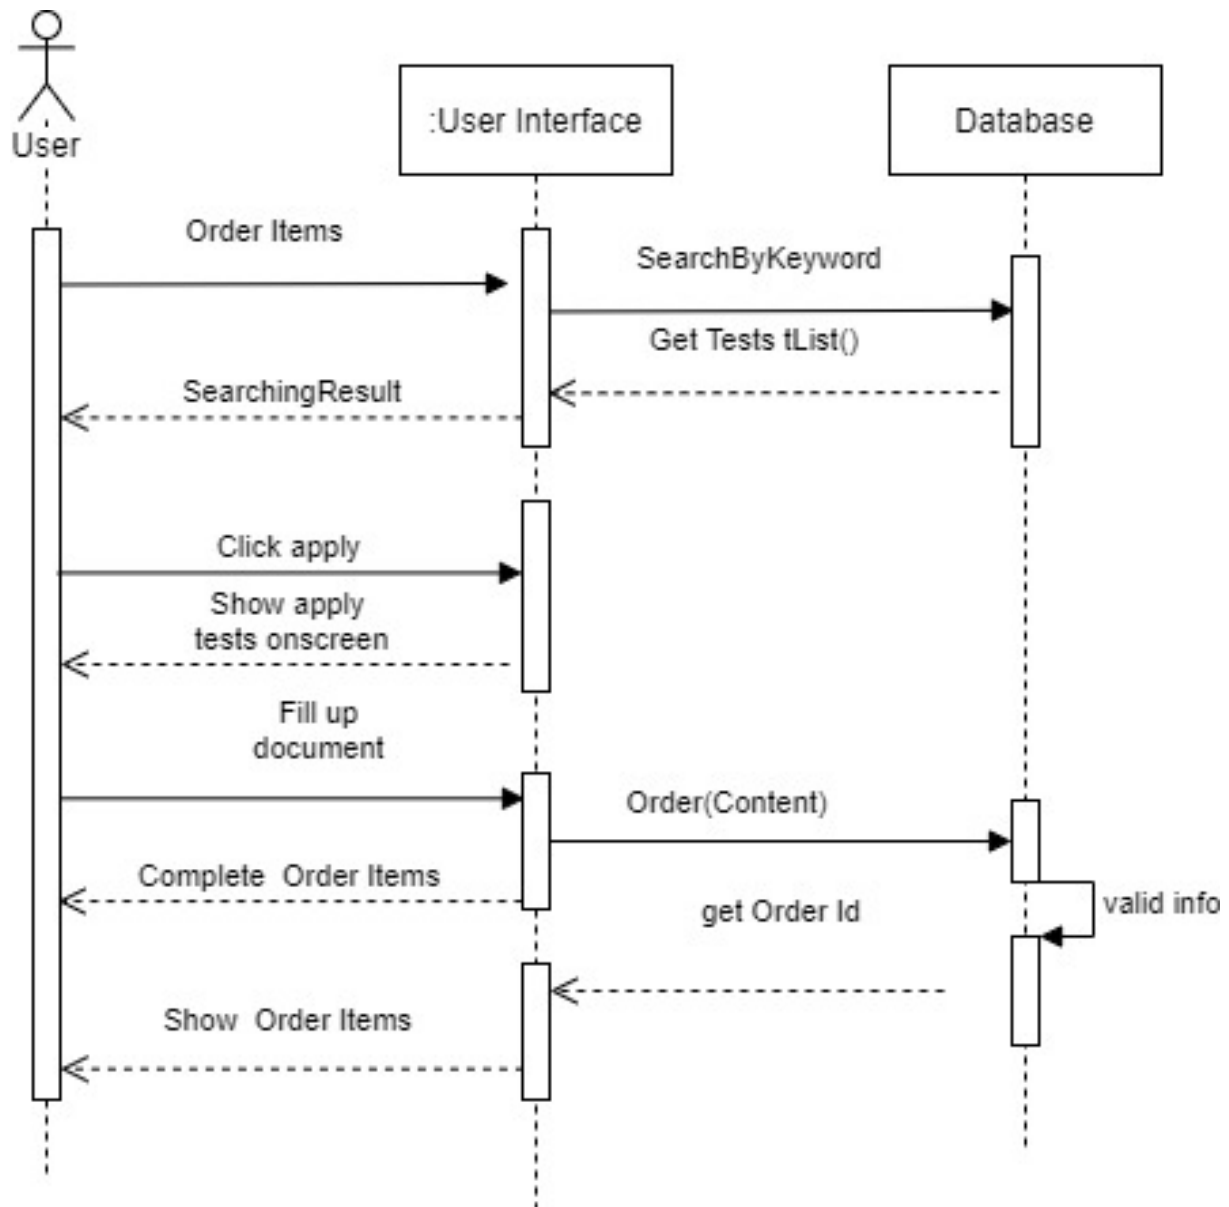 User
:User Interface
Database
Order Items
SearchByKeyword
Get Tests tList()
SearchingResult
Click apply
Show apply
tests onscreen
Fill up
document
Order(Content)
Complete  Order Items
valid info
get Order Id
Show  Order Items